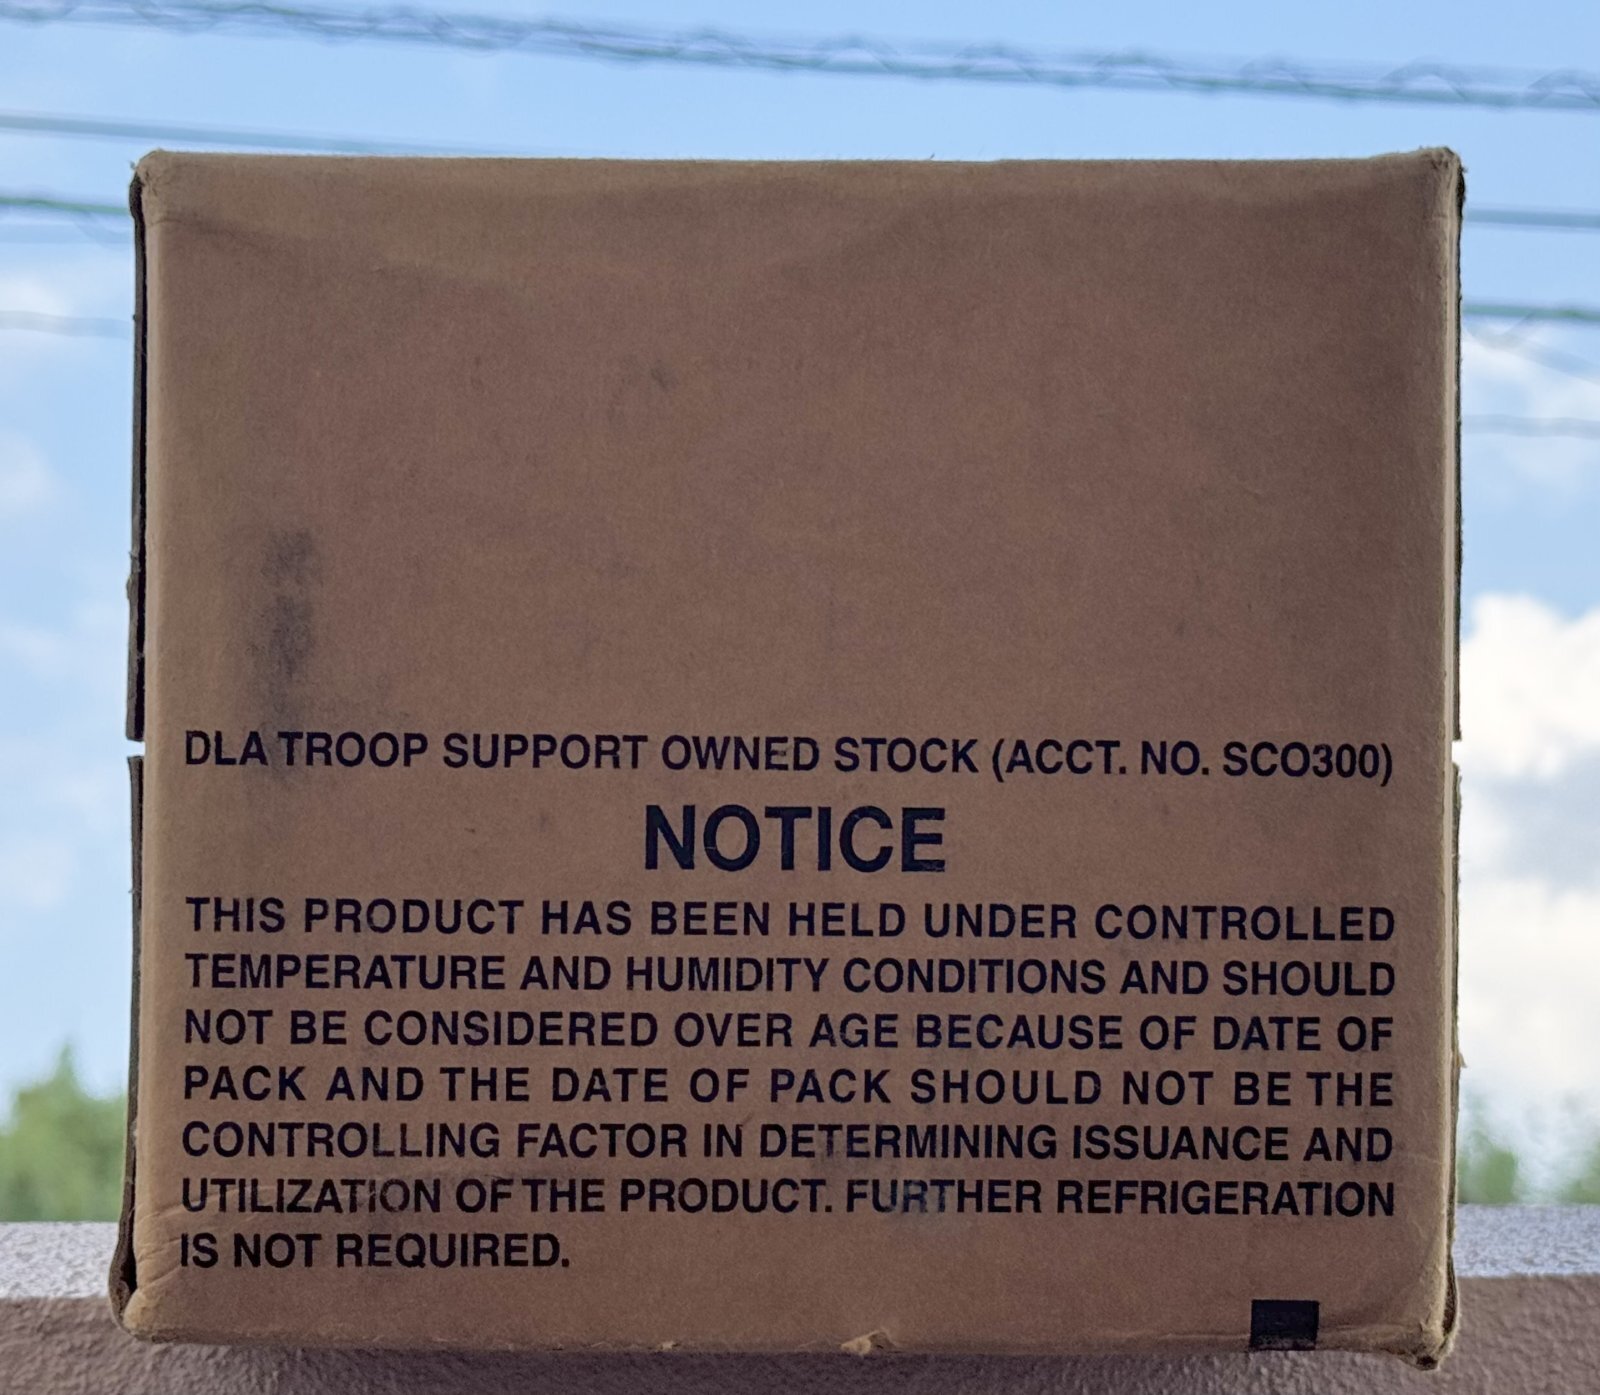 DLA TROOP SUPPORT OWNED STOCK (ACCT. NO. SCO300)
NOTICE
THIS PRODUCT HAS BEEN HELD UNDER CONTROLLED
TEMPERATURE AND HUMIDITY CONDITIONS AND SHOULD
NOT BE CONSIDERED OVER AGE BECAUSE OF DATE OF
PACK AND THE DATE OF PACK SHOULD NOT BE THE
CONTROLLING FACTOR IN DETERMINING ISSUANCE AND
UTILIZATION OF THE PRODUCT. FURTHER REFRIGERATION
IS NOT REQUIRED.